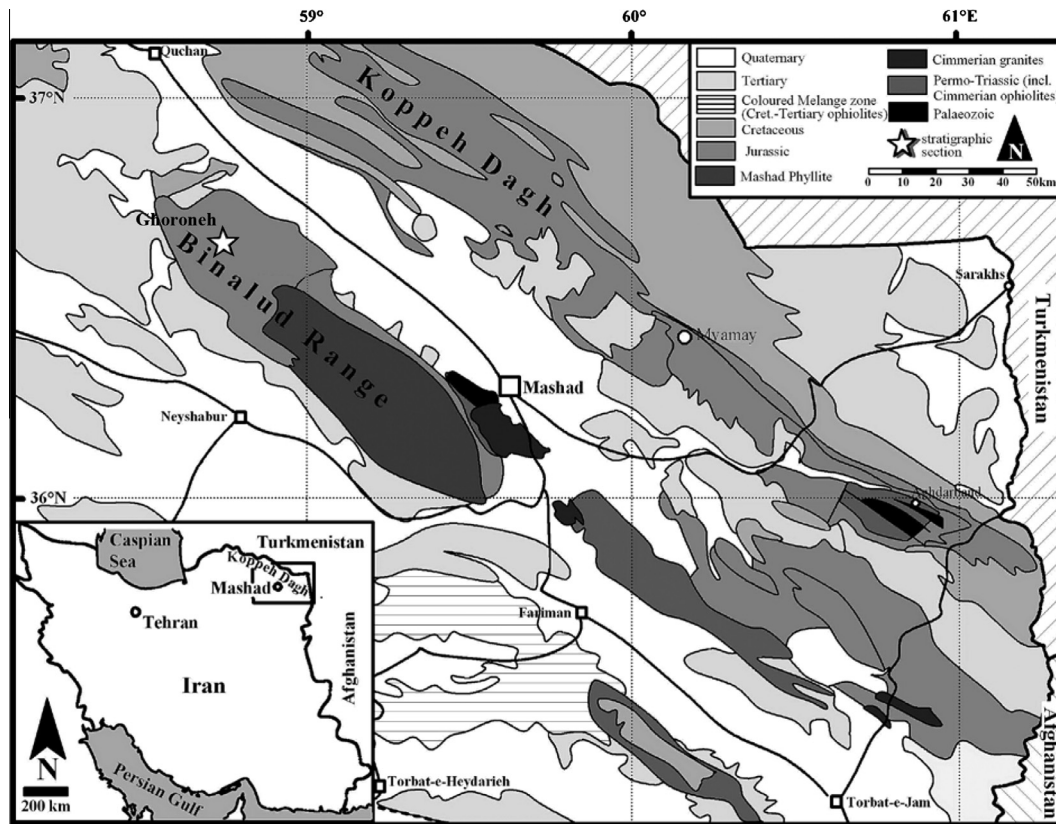 59°
60°
61°E
Quchan
37°N
Koppeh Dagh
Quaternary
Tertiary
Coloured Melange zone
(Cret.-Tertiary ophiolites)
Cretaceous
Jurassic
Mashad Phyllite
Cimmerian granites
Permo-Triassic (incl.
Cimmerian ophiolites
Palaeozoic
stratigraphic
section
N
0 10 20 30 40 50km
Ghoroneh
Binalud Range
Sarakhs
Turkmenistan
Myamay
Mashad
Neyshabur
36°N
Aghdarband
Caspian
Sea
Turkmenistan
Koppeh Dagh
Mashad
Tehran
Afghanistan
Iran
N
200 km
Persian Gulf
Fariman
Afghanistan
Torbat-e-Heydarieh
Torbat-e-Jam